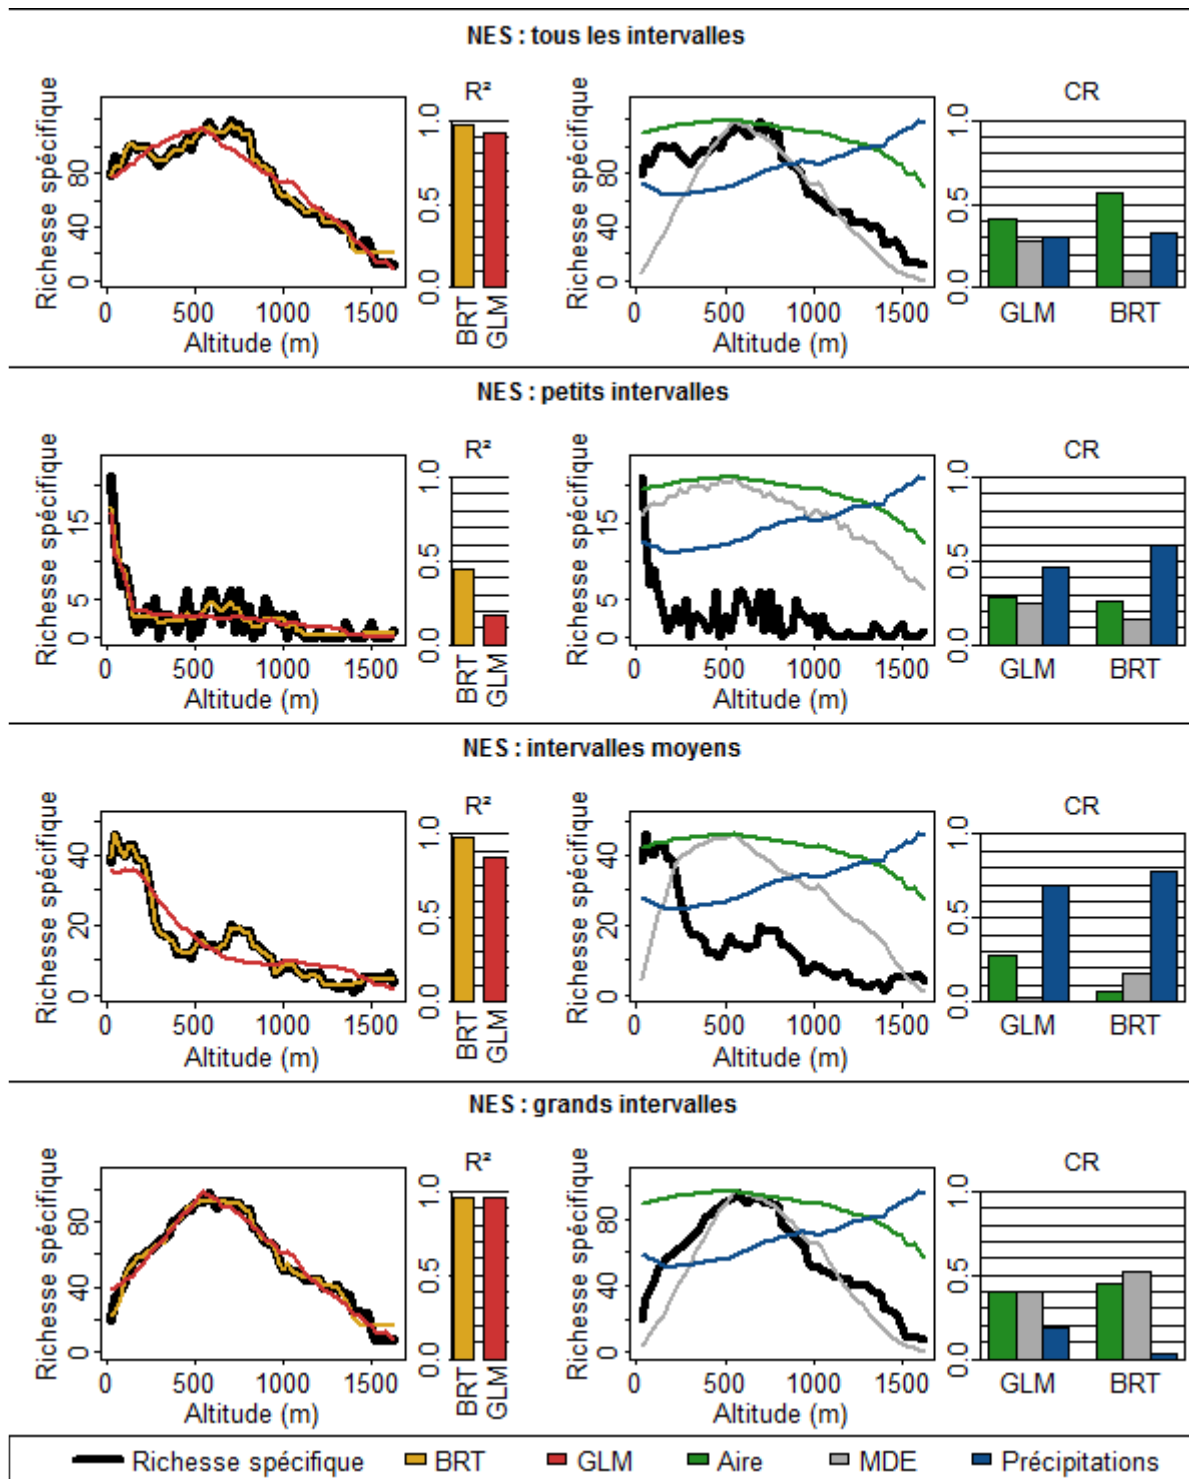 NES : tous les intervalles
Richesse spécifique
0 40 80
0 500 1000 1500
Altitude (m)
R²
0.0 0.5 1.0
BRT GLM
Richesse spécifique
0 40 80
0 500 1000 1500
Altitude (m)
CR
0.0 0.5 1.0
GLM BRT
NES : petits intervalles
Richesse spécifique
0 5 15
0 500 1000 1500
Altitude (m)
R²
0.0 0.5 1.0
BRT GLM
Richesse spécifique
0 5 15
0 500 1000 1500
Altitude (m)
CR
0.0 0.5 1.0
GLM BRT
NES : intervalles moyens
Richesse spécifique
0 20 40
0 500 1000 1500
Altitude (m)
R²
0.0 0.5 1.0
BRT GLM
Richesse spécifique
0 20 40
0 500 1000 1500
Altitude (m)
CR
0.0 0.5 1.0
GLM BRT
NES : grands intervalles
Richesse spécifique
0 40 80
0 500 1000 1500
Altitude (m)
R²
0.0 0.5 1.0
BRT GLM
Richesse spécifique
0 40 80
0 500 1000 1500
Altitude (m)
CR
0.0 0.5 1.0
GLM BRT
Richesse spécifique BRT GLM Aire MDE Précipitations